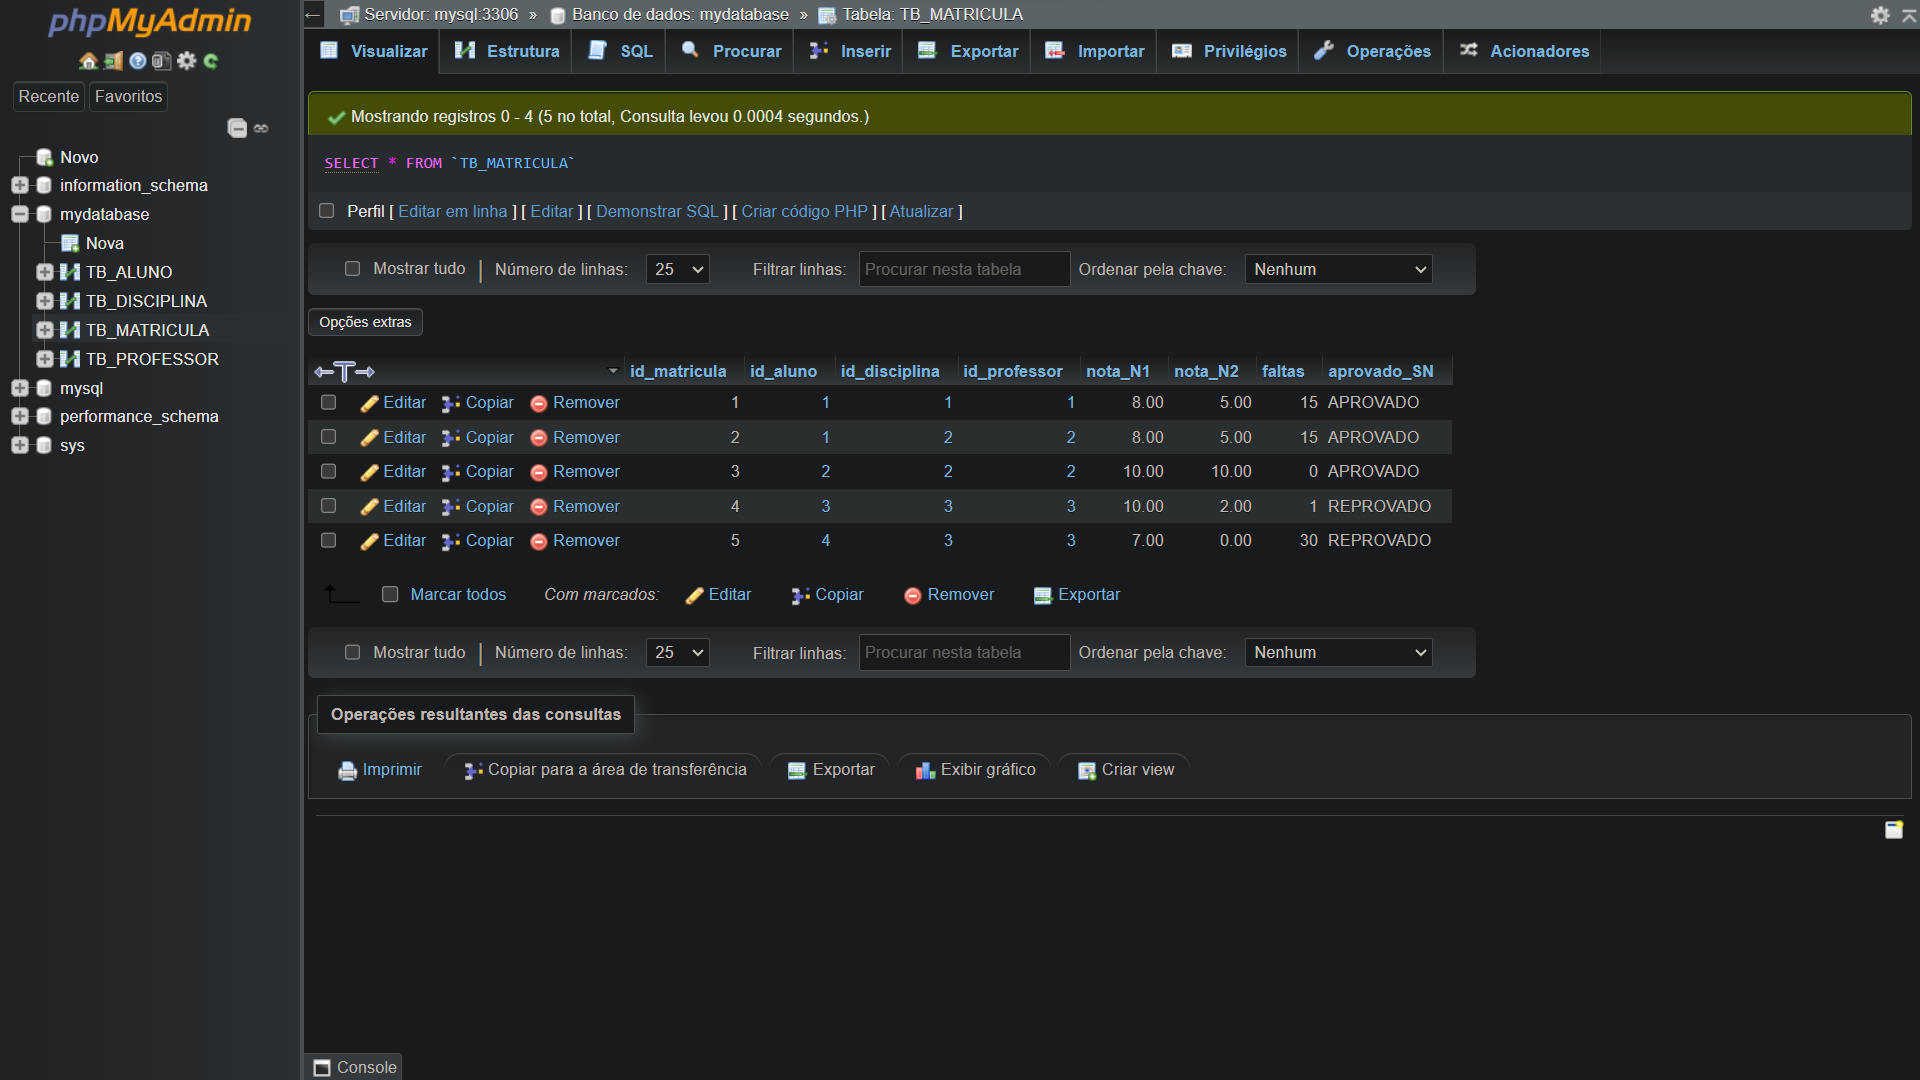 phpMyAdmin
Recente Favoritos
Novo
information_schema
mydatabase
Nova
TB_ALUNO
TB_DISCIPLINA
TB_MATRICULA
TB_PROFESSOR
mysql
performance_schema
sys
Servidor: mysql:3306 » Banco de dados: mydatabase » Tabela: TB_MATRICULA
Visualizar Estrutura SQL Procurar Inserir Exportar Importar Privilégios Operações Acionadores
Mostrando registros 0 - 4 (5 no total, Consulta levou 0.0004 segundos.)
SELECT * FROM `TB_MATRICULA`
Perfil [ Editar em linha ] [ Editar ] [ Demonstrar SQL ] [ Criar código PHP ] [ Atualizar ]
Mostrar tudo | Número de linhas: 25 Filtrar linhas: Procurar nesta tabela Ordenar pela chave: Nenhum
Opções extras
←T→ id_matricula id_aluno id_disciplina id_professor nota_N1 nota_N2 faltas aprovado_SN
Editar Copiar Remover 1 1 1 1 8.00 5.00 15 APROVADO
Editar Copiar Remover 2 1 2 2 8.00 5.00 15 APROVADO
Editar Copiar Remover 3 2 2 2 10.00 10.00 0 APROVADO
Editar Copiar Remover 4 3 3 3 10.00 2.00 1 REPROVADO
Editar Copiar Remover 5 4 3 3 7.00 0.00 30 REPROVADO
Marcar todos Com marcados: Editar Copiar Remover Exportar
Mostrar tudo | Número de linhas: 25 Filtrar linhas: Procurar nesta tabela Ordenar pela chave: Nenhum
Operações resultantes das consultas
Imprimir Copiar para a área de transferência Exportar Exibir gráfico Criar view
Console